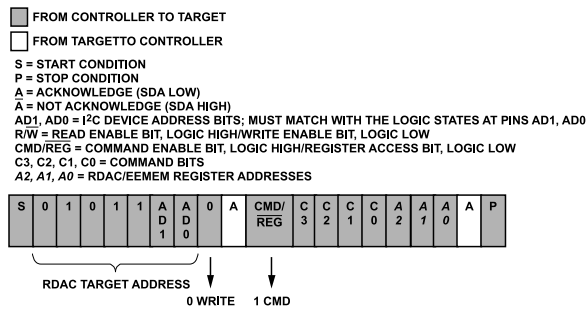 FROM CONTROLLER TO TARGET
FROM TARGETTO CONTROLLER
S = START CONDITION
P = STOP CONDITION
A = ACKNOWLEDGE (SDA LOW)
A̅ = NOT ACKNOWLEDGE (SDA HIGH)
AD1, AD0 = I²C DEVICE ADDRESS BITS; MUST MATCH WITH THE LOGIC STATES AT PINS AD1, AD0
R/W̅ = READ ENABLE BIT, LOGIC HIGH/WRITE ENABLE BIT, LOGIC LOW
CMD/R̅E̅G̅ = COMMAND ENABLE BIT, LOGIC HIGH/REGISTER ACCESS BIT, LOGIC LOW
C3, C2, C1, C0 = COMMAND BITS
A2, A1, A0 = RDAC/EEMEM REGISTER ADDRESSES
S 0 1 0 1 1 AD1 AD0 0 A CMD/R̅E̅G̅ C3 C2 C1 C0 A2 A1 A0 A P
RDAC TARGET ADDRESS
0 WRITE 1 CMD